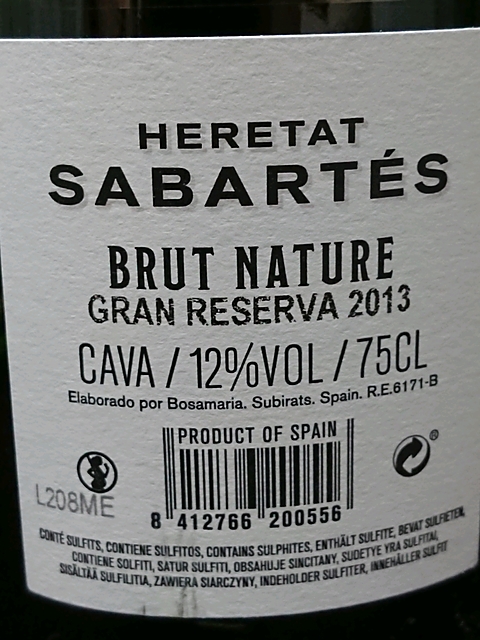 HERETAT
SABARTÉS
BRUT NATURE
GRAN RESERVA 2013
CAVA / 12%VOL / 75CL
Elaborado por Bosamaria. Subirats. Spain. R.E.6171-B
PRODUCT OF SPAIN
L208ME
8 412766 200556
CONTÉ SULFITS, CONTIENE SULFITOS, CONTAINS SULPHITES, ENTHÄLT SULFITE, BEVAT SULFIETEN,
CONTIENE SOLFITI, SATUR SULFITI, OBSAHUJE SINCITANY, SUDETYE YRA SULFITAI,
SISÄLTÄÄ SULFIITIA, ZAWIERA SIARCZYNY, INDEHOLDER SULFITER, INNEHÅLLER SULFIT